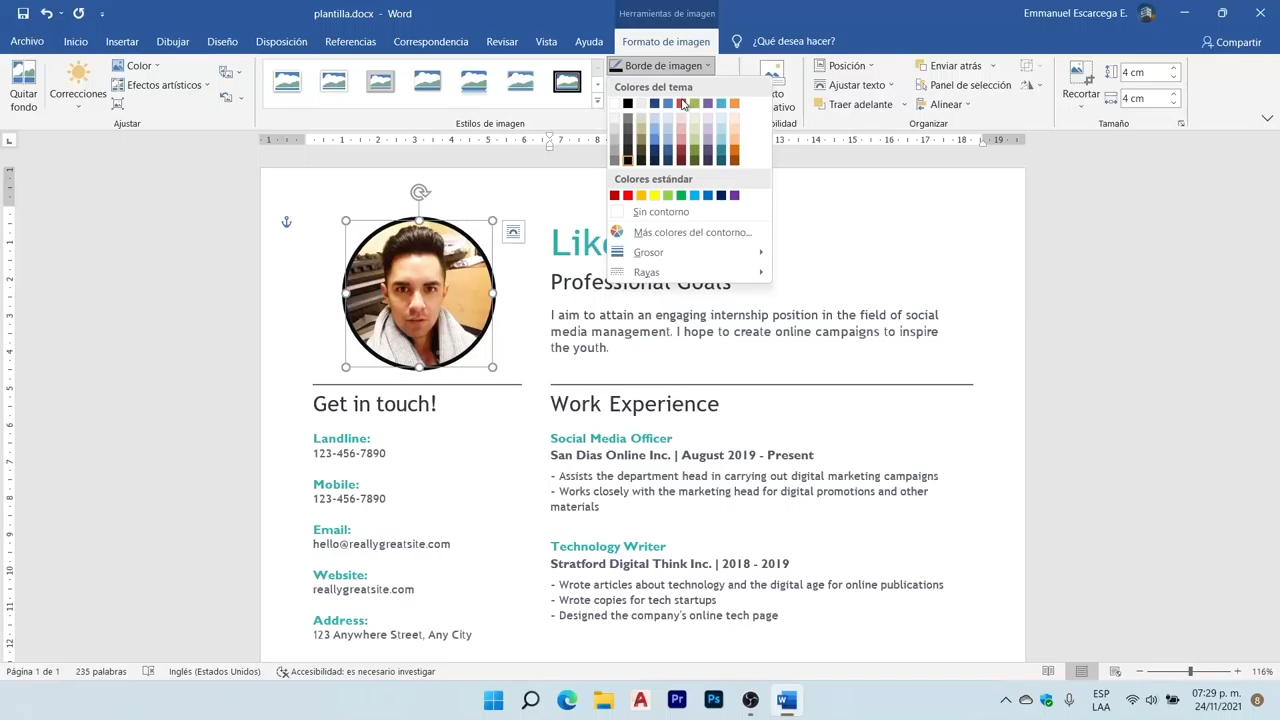 plantilla.docx - Word
Herramientas de imagen
Emmanuel Escarcega E.
Archivo Inicio Insertar Dibujar Diseño Disposición Referencias Correspondencia Revisar Vista Ayuda Formato de imagen ¿Qué desea hacer? Compartir
Quitar fondo
Correcciones
Color
Efectos artísticos
Ajustar
Estilos de imagen
Borde de imagen
Posición
Ajustar texto
Traer adelante
Enviar atrás
Panel de selección
Alinear
Organizar
Recortar
4 cm
4 cm
Tamaño
Colores del tema
Colores estándar
Sin contorno
Más colores del contorno...
Grosor
Rayas
Professional Goals
I aim to attain an engaging internship position in the field of social
media management. I hope to create online campaigns to inspire
the youth.
Get in touch!
Landline:
123-456-7890
Mobile:
123-456-7890
Email:
hello@reallygreatsite.com
Website:
reallygreatsite.com
Address:
123 Anywhere Street, Any City
Work Experience
Social Media Officer
San Dias Online Inc. | August 2019 - Present
- Assists the department head in carrying out digital marketing campaigns
- Works closely with the marketing head for digital promotions and other
materials
Technology Writer
Stratford Digital Think Inc. | 2018 - 2019
- Wrote articles about technology and the digital age for online publications
- Wrote copies for tech startups
- Designed the company's online tech page
Página 1 de 1 235 palabras Inglés (Estados Unidos) Accesibilidad: es necesario investigar 116%
ESP
LAA
07:29 p. m.
24/11/2021
8